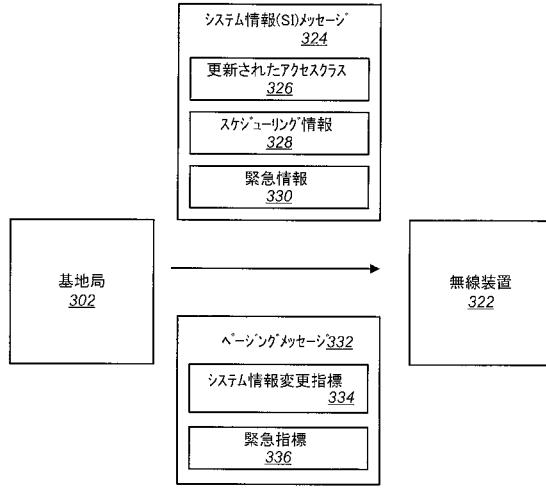 システム情報(SI)メッセージ
324
更新されたアクセスクラス
326
スケジューリング情報
328
緊急情報
330
基地局
302
無線装置
322
ページングメッセージ332
システム情報変更指標
334
緊急指標
336